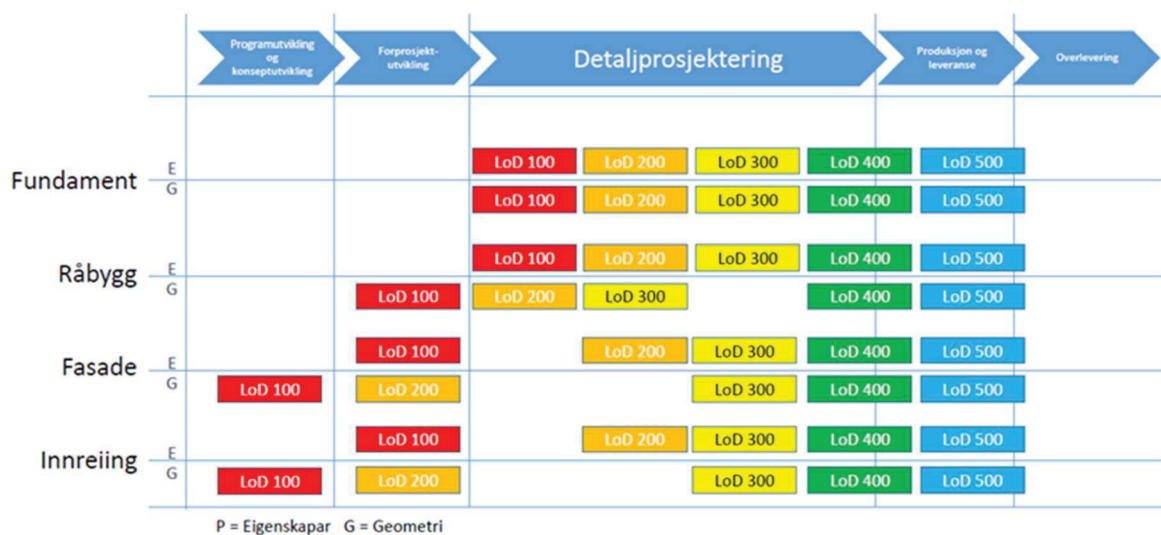 Programutvikling
og
konseptutvikling
Forprosjekt-
utvikling
Detaljprosjektering
Produksjon og
leveranse
Overlevering
Fundament
E
LoD 100 LoD 200 LoD 300 LoD 400 LoD 500
G
LoD 100 LoD 200 LoD 300 LoD 400 LoD 500
Råbygg
E
LoD 100 LoD 200 LoD 300 LoD 400 LoD 500
G
LoD 100 LoD 200 LoD 300 LoD 400 LoD 500
Fasade
E
LoD 100 LoD 200 LoD 300 LoD 400 LoD 500
G
LoD 100 LoD 200 LoD 300 LoD 400 LoD 500
Innreiing
E
LoD 100 LoD 200 LoD 300 LoD 400 LoD 500
G
LoD 100 LoD 200 LoD 300 LoD 400 LoD 500
P = Eigenskapar G = Geometri